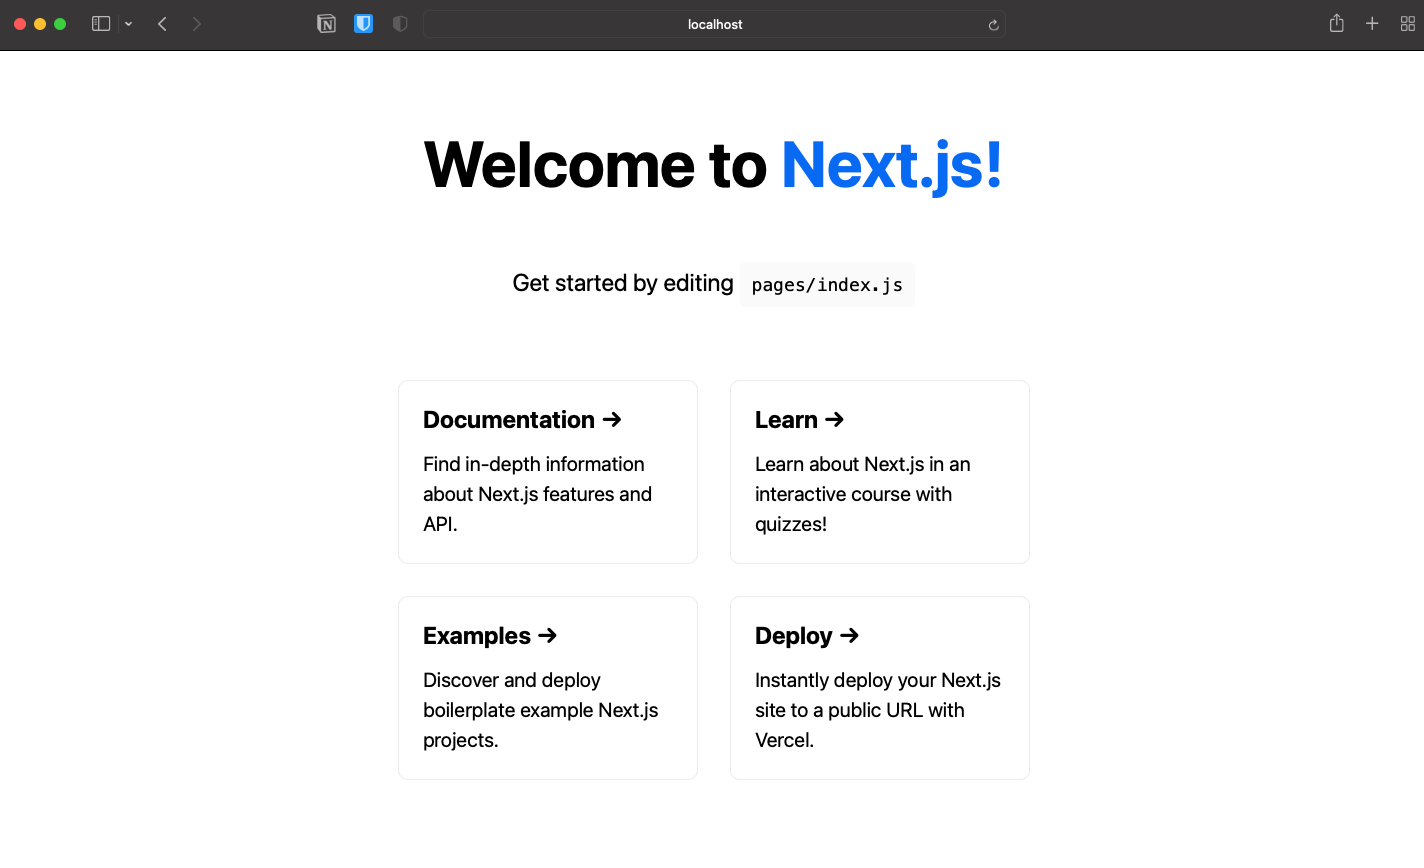 localhost
Welcome to Next.js!
Get started by editing pages/index.js
Documentation →
Find in-depth information
about Next.js features and
API.
Learn →
Learn about Next.js in an
interactive course with
quizzes!
Examples →
Discover and deploy
boilerplate example Next.js
projects.
Deploy →
Instantly deploy your Next.js
site to a public URL with
Vercel.